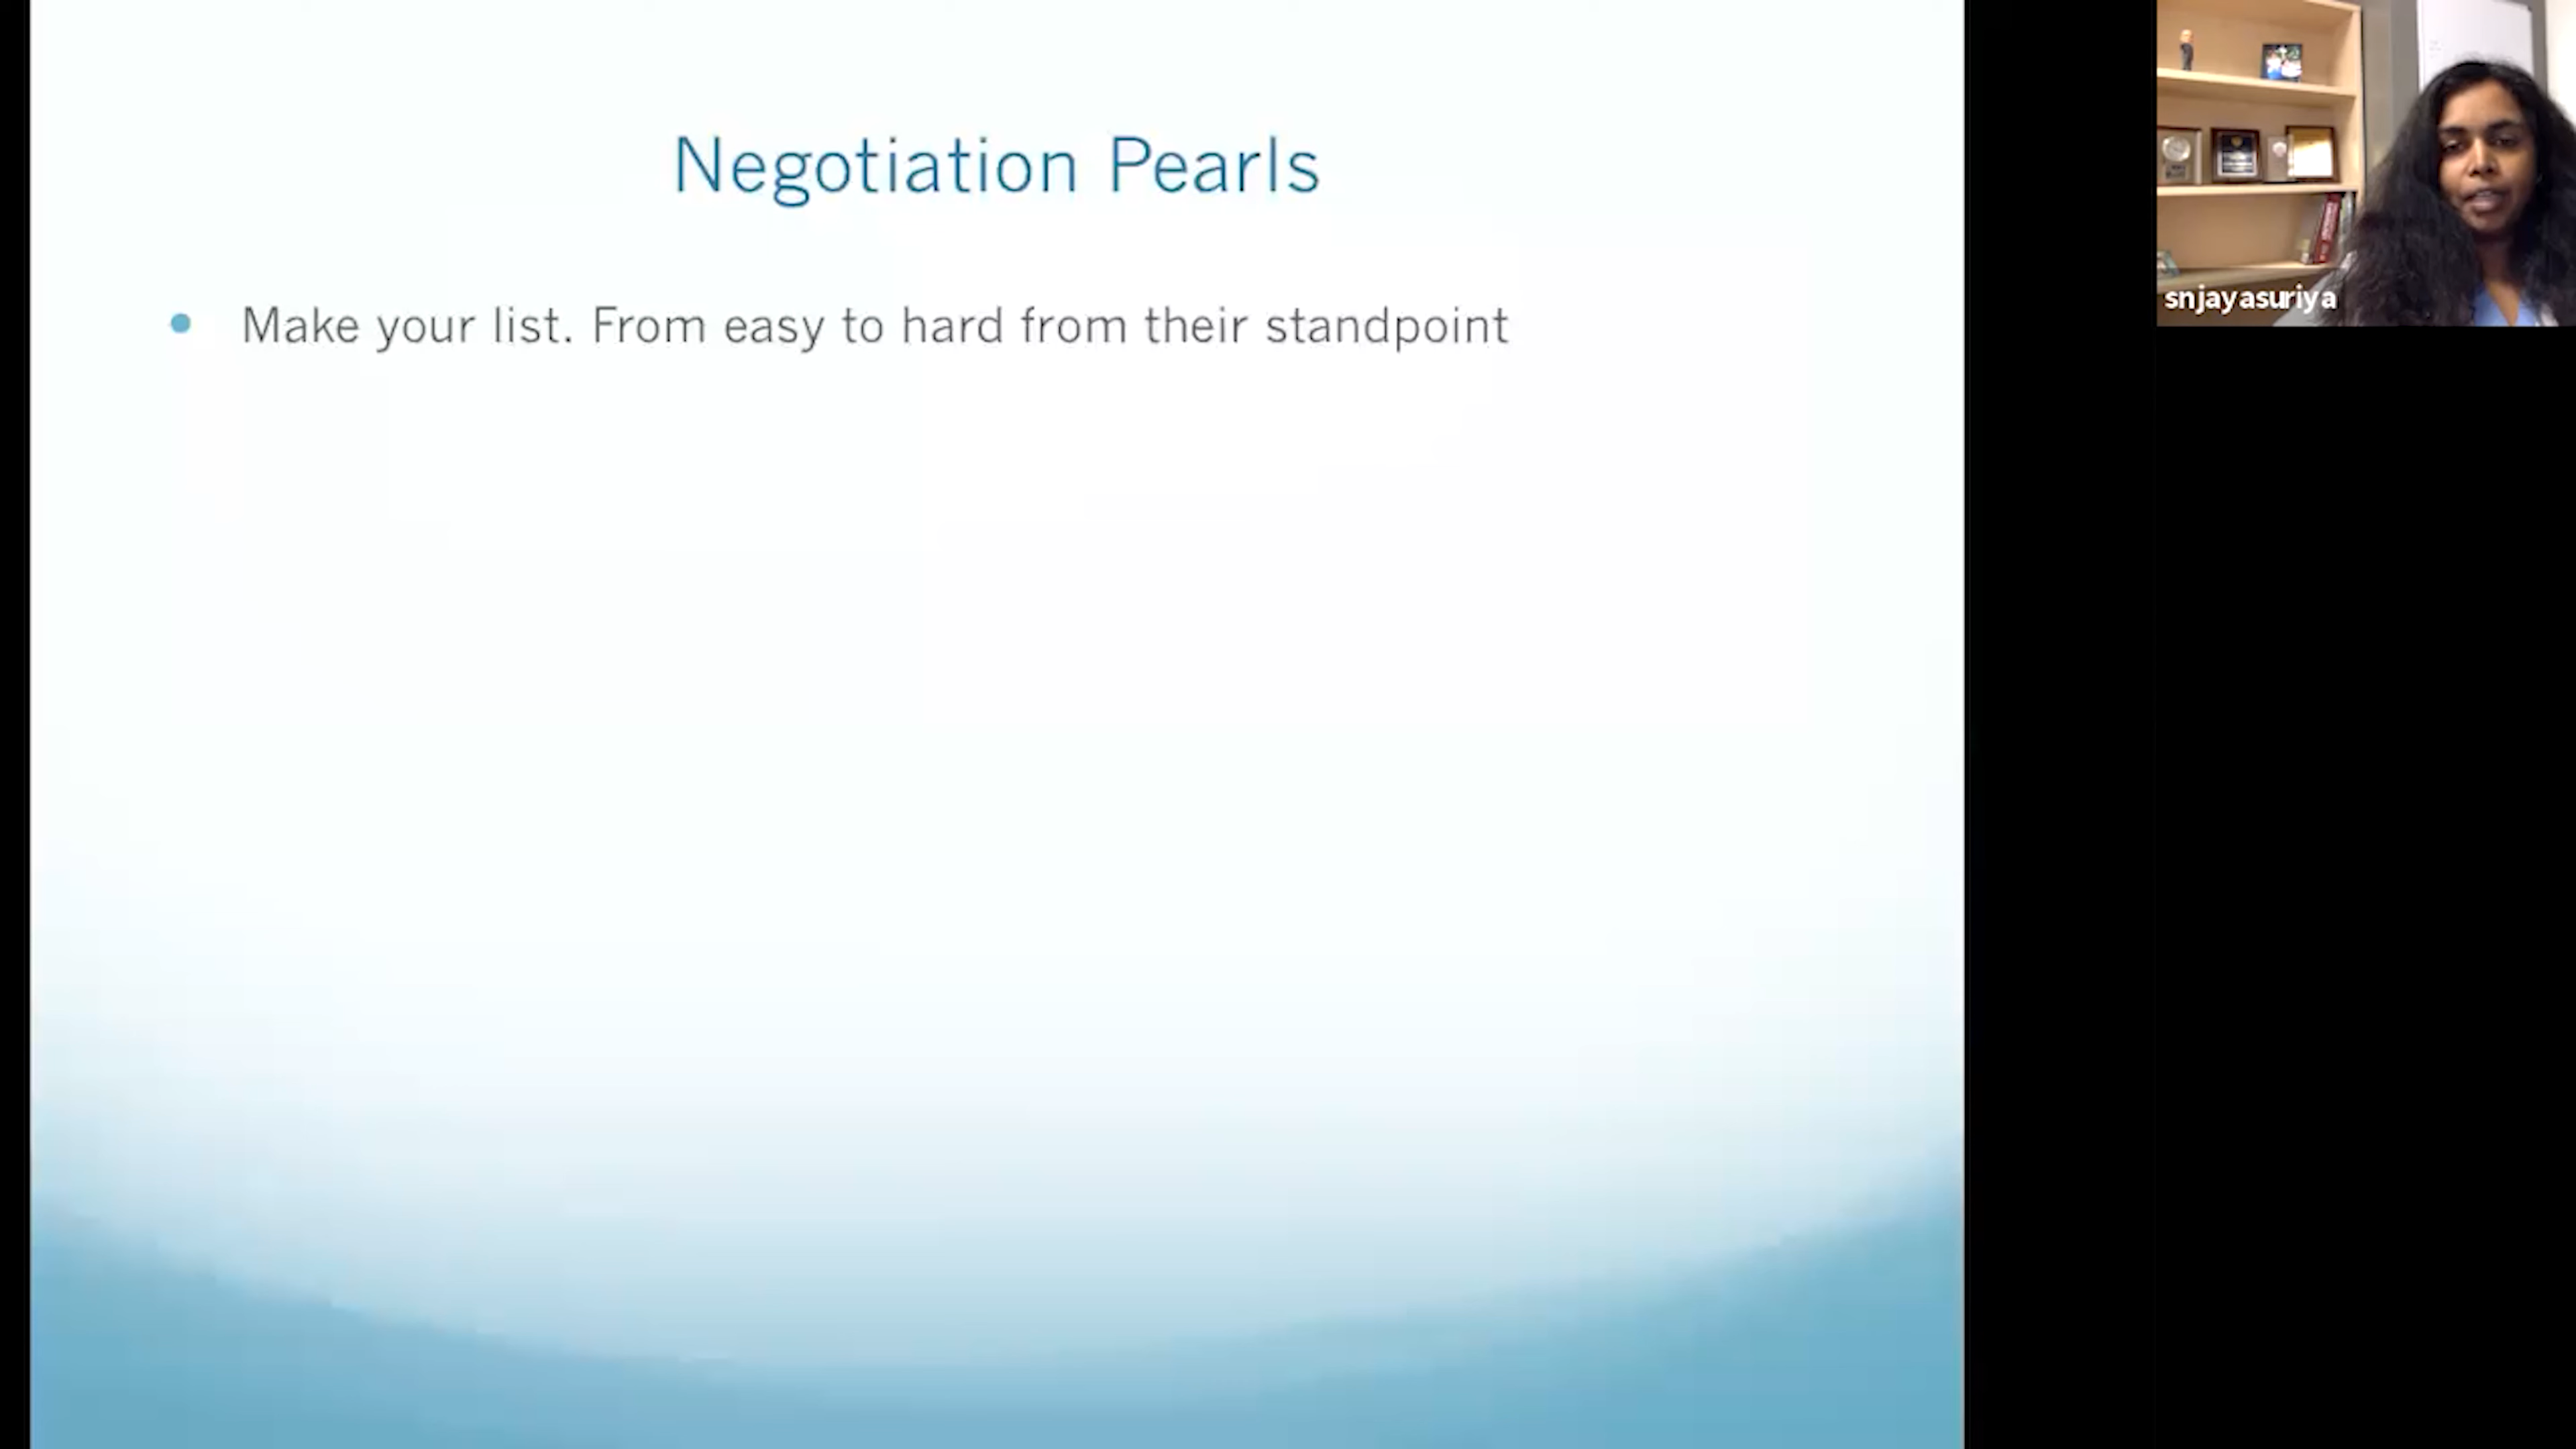 Negotiation Pearls
Make your list. From easy to hard from their standpoint
snjayasuriya